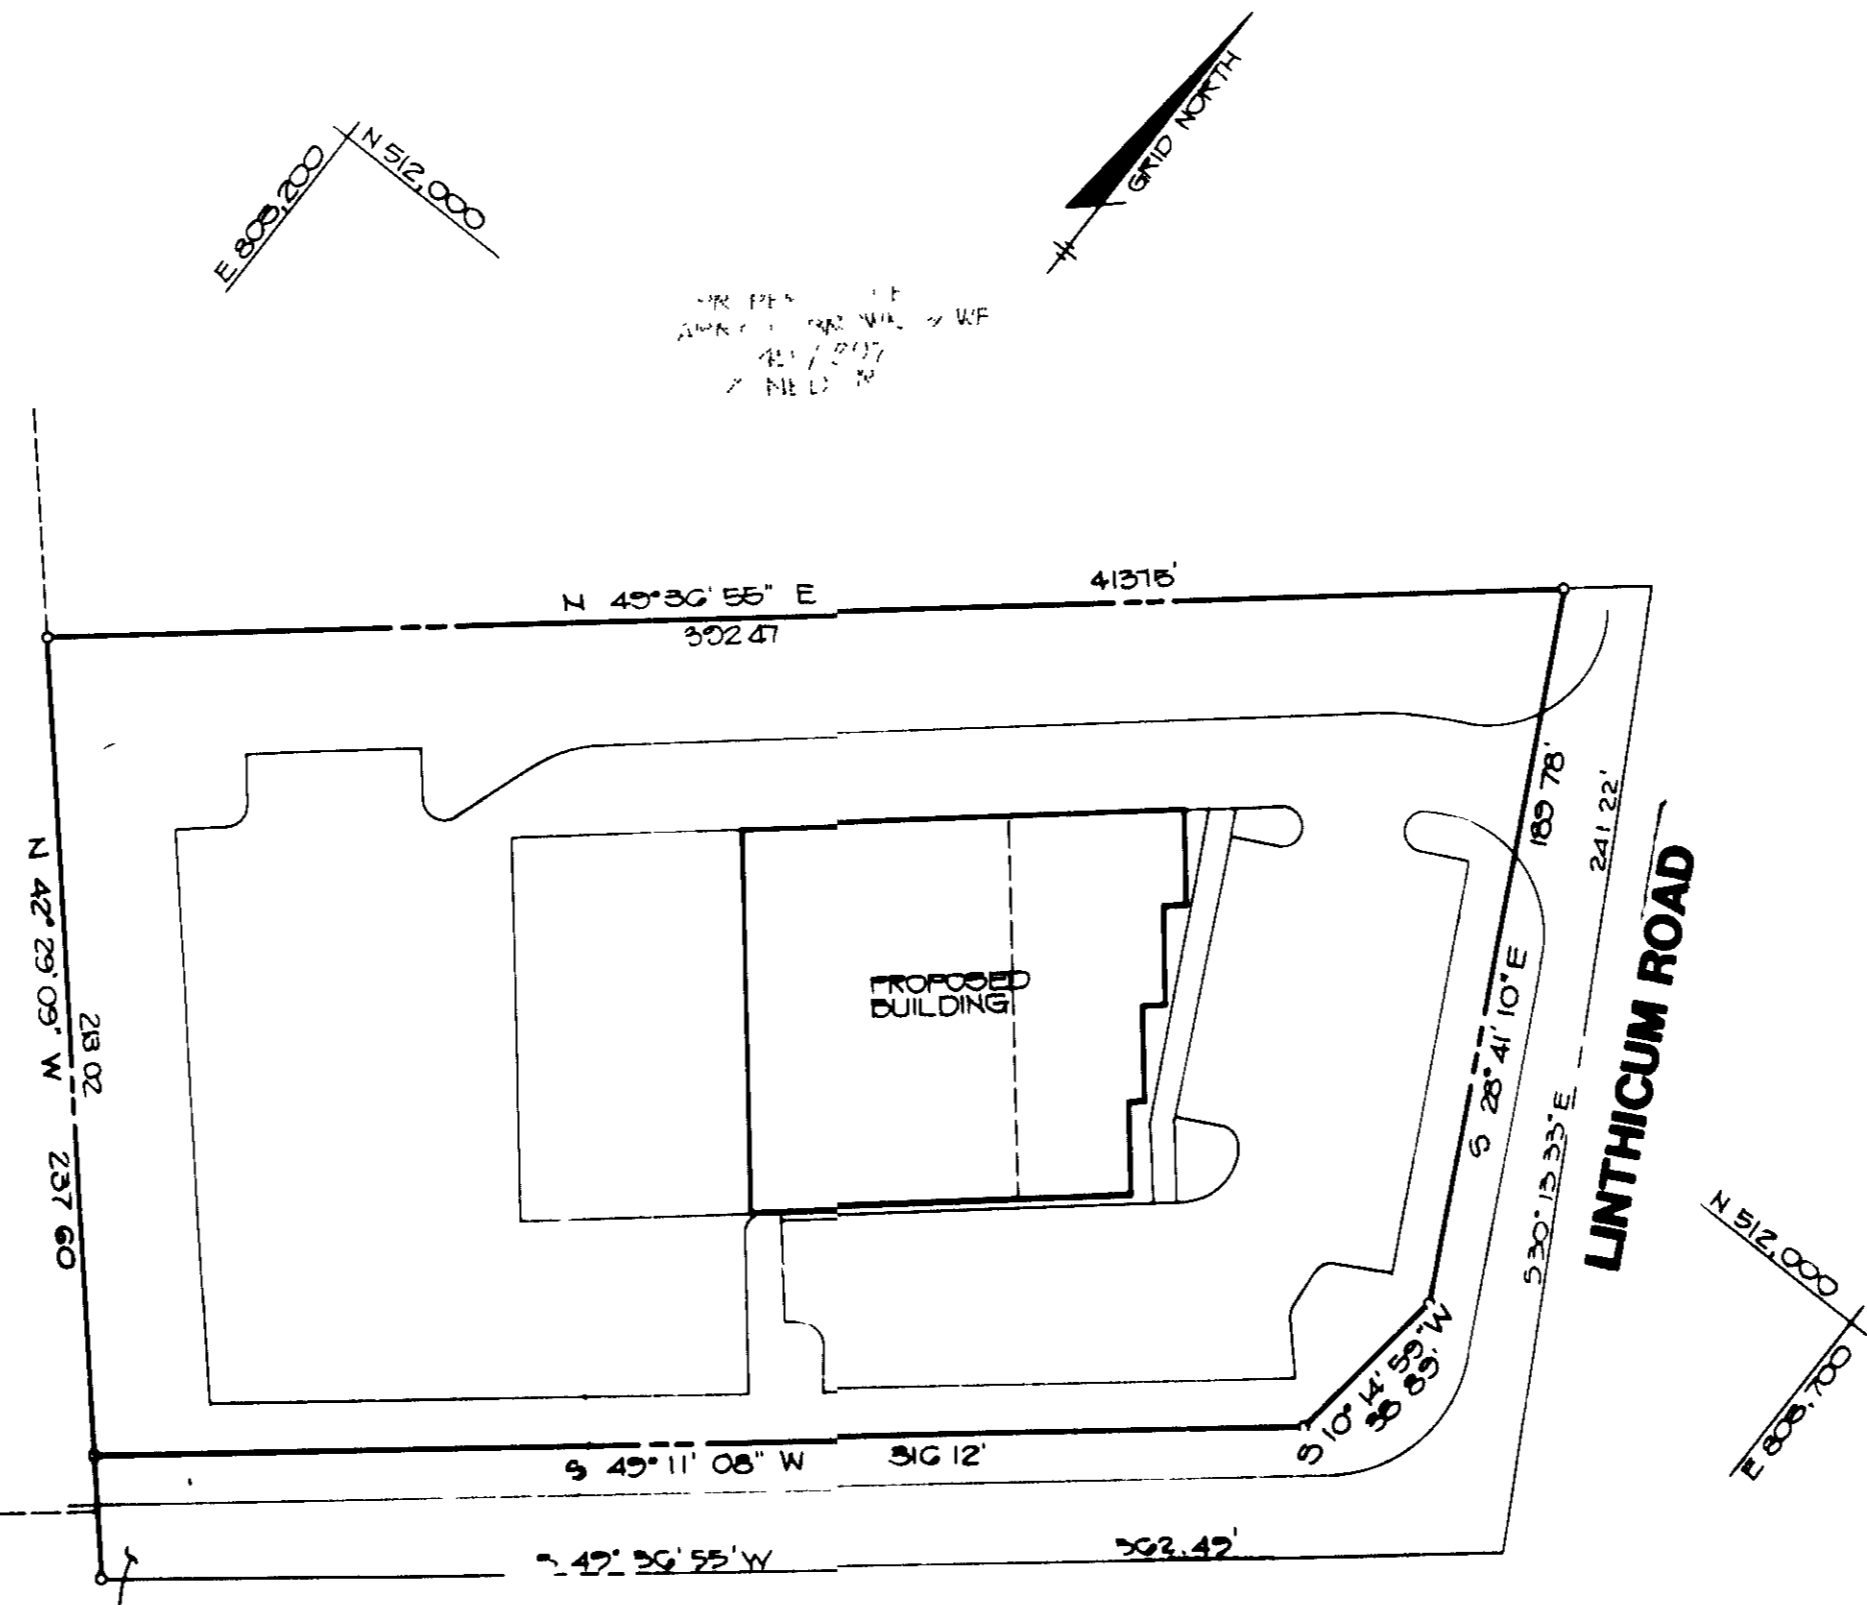 GRID NORTH
N 512,000
E 808,200
WF
N 49°36'55" E
413 75'
392 47
N 42°29'09" W 237 60
213 02
PROPOSED
BUILDING
189 78'
241 22'
S 28°41'10" E
S 30° 13 33" E
LINTHICUM ROAD
N 512,000
E 808,700
S 10° 14' 59" W
36 89'
S 49° 11' 08" W 316 12'
49° 36' 55' W 362.49'